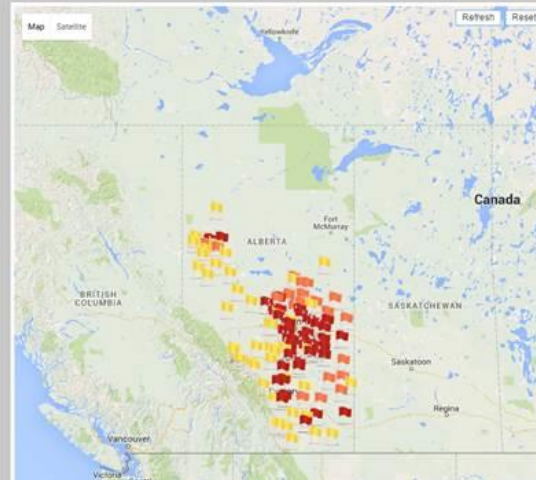 Map Satellite
Refresh Reset
Yellowknife
Canada
Fort
McMurray
ALBERTA
BRITISH
COLUMBIA
SASKATCHEWAN
Saskatoon
Regina
Vancouver
Victoria